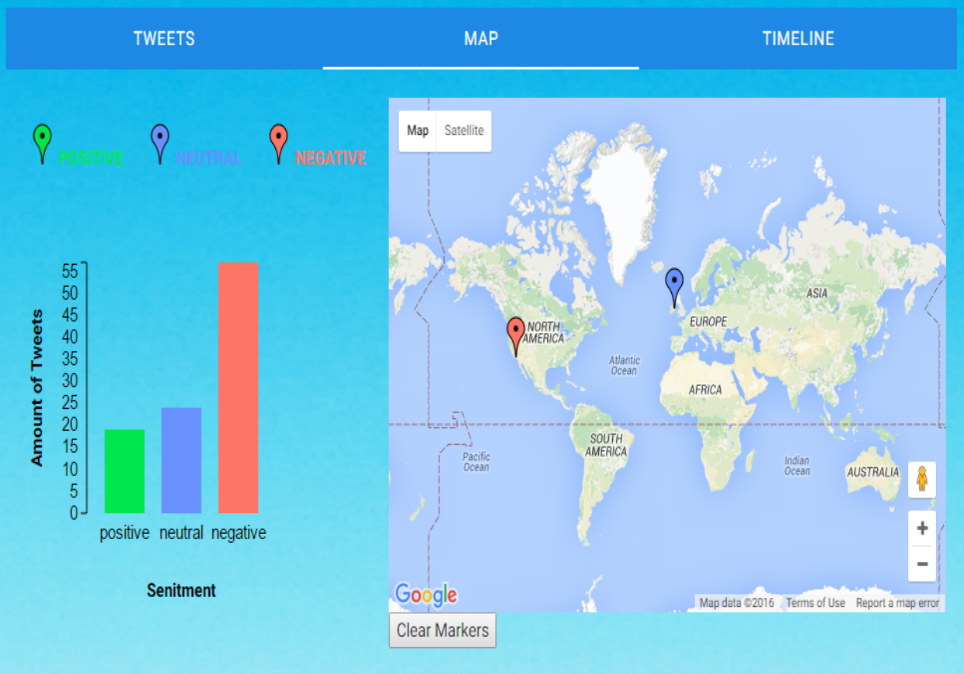 TWEETS MAP TIMELINE
POSITIVE NEUTRAL NEGATIVE
Amount of Tweets
55
50
45
40
35
30
25
20
15
10
5
0
positive neutral negative
Senitment
Map Satellite
NORTH
AMERICA
EUROPE
ASIA
Atlantic
Ocean
AFRICA
SOUTH
AMERICA
Pacific
Ocean
Indian
Ocean
AUSTRALIA
+
−
Google
Map data ©2016 Terms of Use Report a map error
Clear Markers